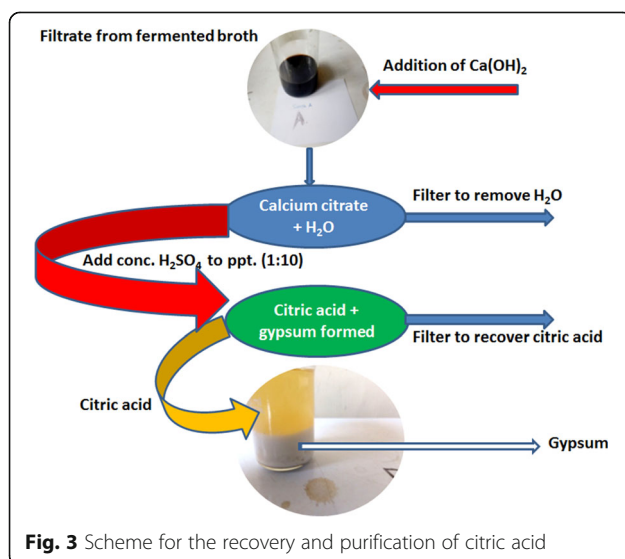 Filtrate from fermented broth
Addition of Ca(OH)₂
Calcium citrate
+ H₂O
Filter to remove H₂O
Add conc. H₂SO₄ to ppt. (1:10)
Citric acid +
gypsum formed
Filter to recover citric acid
Citric acid
Gypsum
Fig. 3 Scheme for the recovery and purification of citric acid